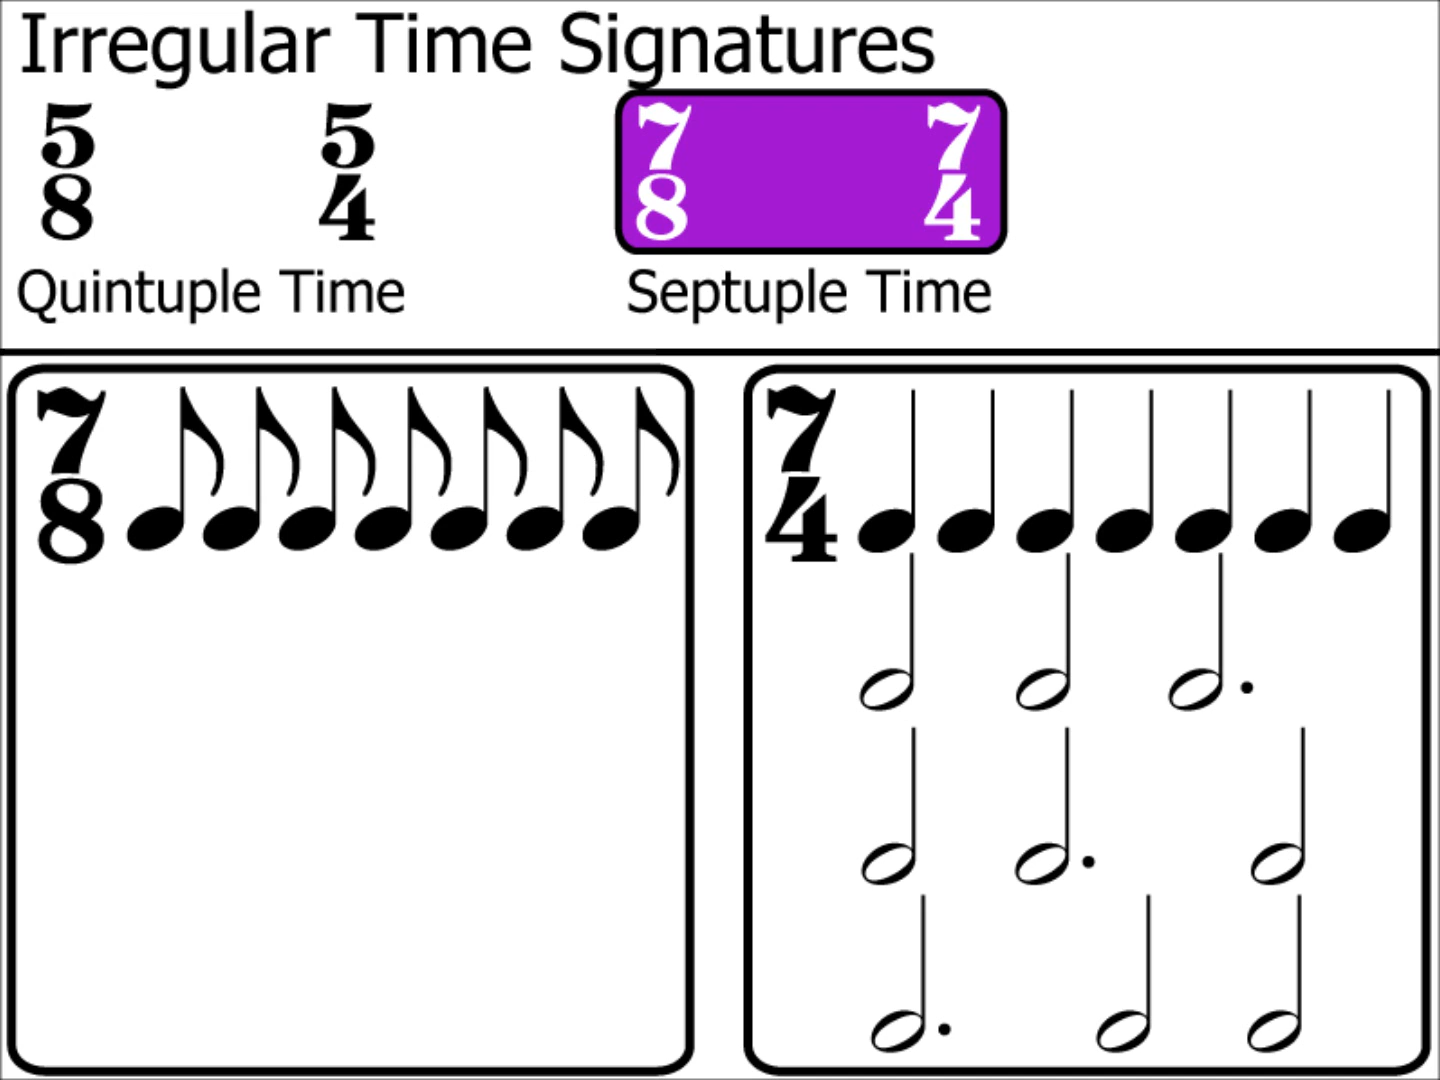 Irregular Time Signatures
5 5 7 7
8 4 8 4
Quintuple Time Septuple Time
7 7
8 4